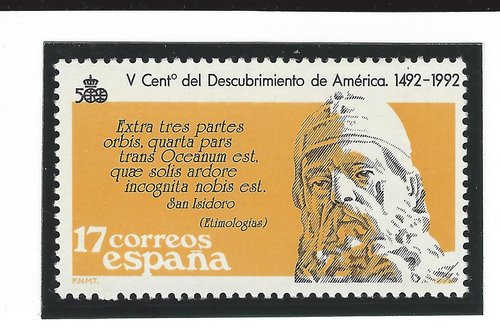 500
V Centº del Descubrimiento de América. 1492-1992
Extra tres partes
orbis, quarta pars
trans Oceanum est,
quæ solis ardore
incognita nobis est.
San Isidoro
(Etimologías)
17 correos
españa
F.N.M.T.